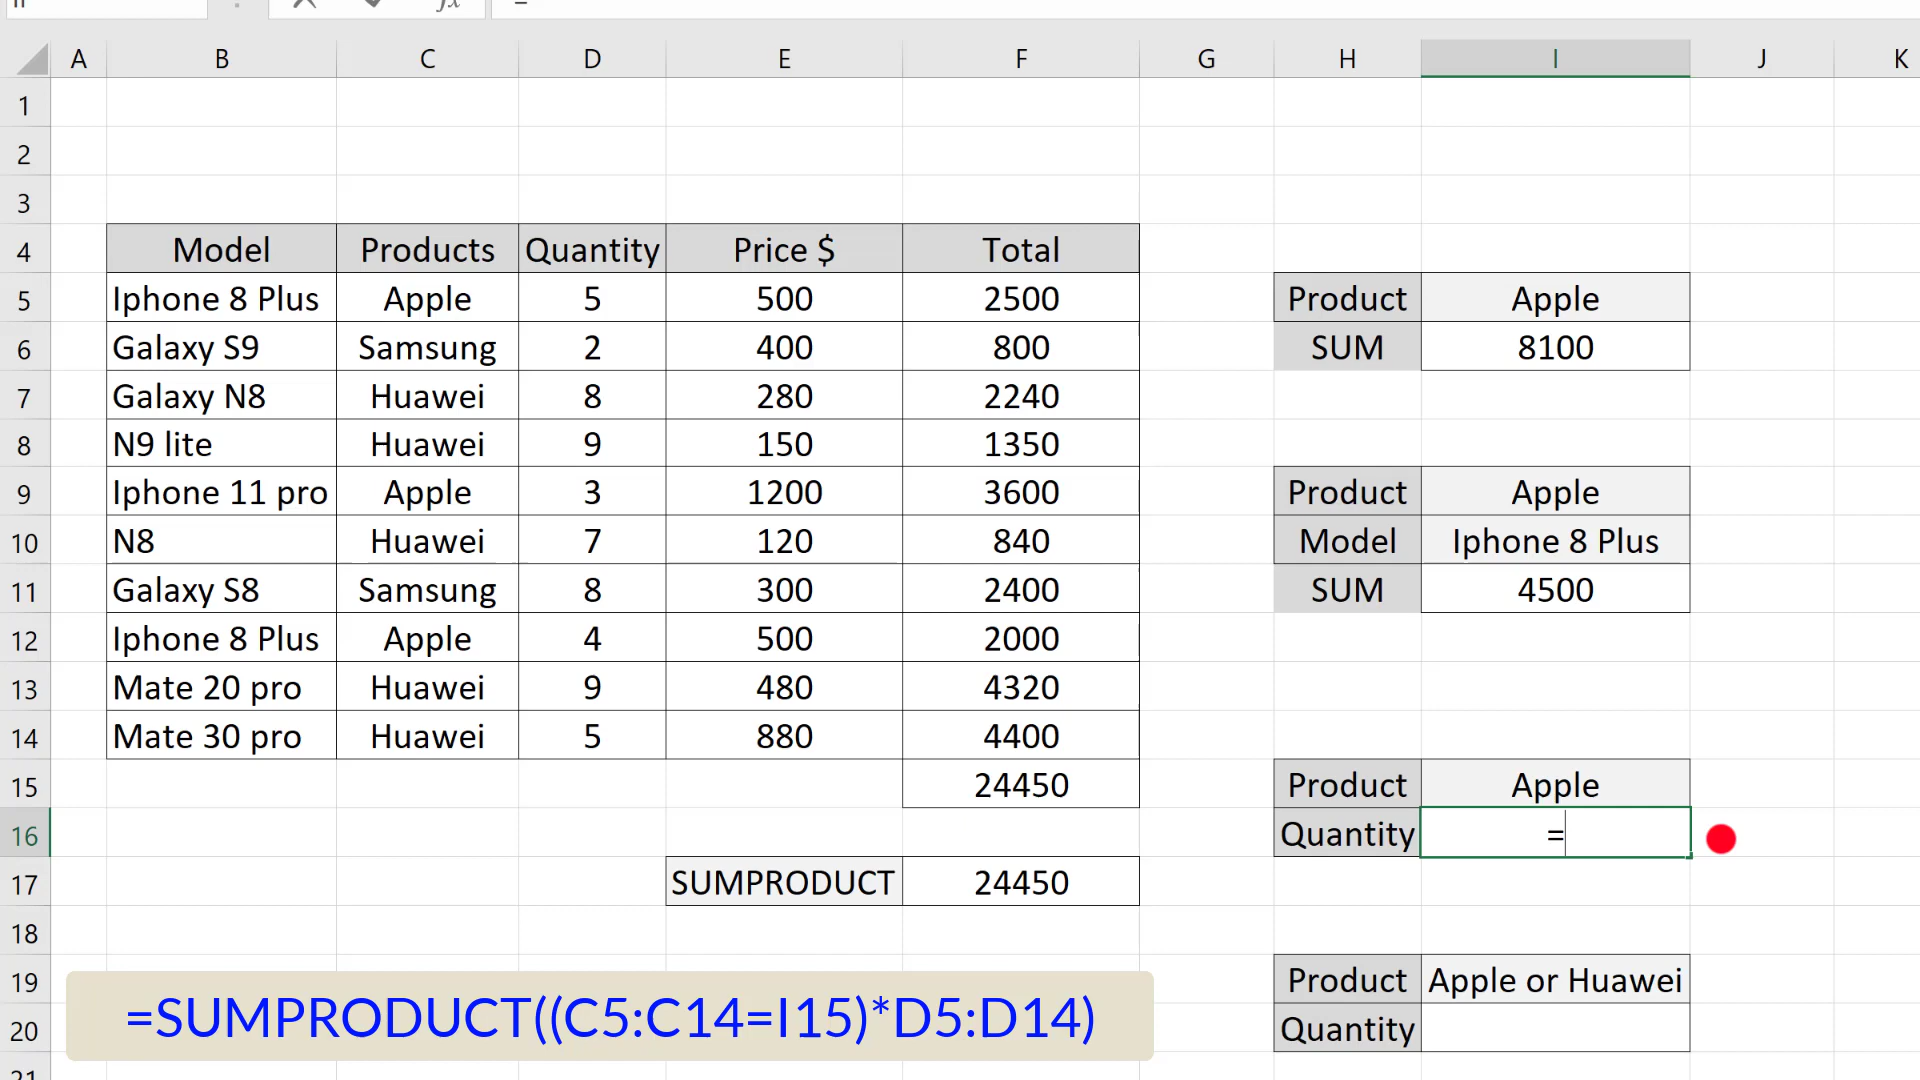 fx =
A B C D E F G H I J K
1
2
3
4 Model Products Quantity Price $ Total
5 Iphone 8 Plus Apple 5 500 2500 Product Apple
6 Galaxy S9 Samsung 2 400 800 SUM 8100
7 Galaxy N8 Huawei 8 280 2240
8 N9 lite Huawei 9 150 1350
9 Iphone 11 pro Apple 3 1200 3600 Product Apple
10 N8 Huawei 7 120 840 Model Iphone 8 Plus
11 Galaxy S8 Samsung 8 300 2400 SUM 4500
12 Iphone 8 Plus Apple 4 500 2000
13 Mate 20 pro Huawei 9 480 4320
14 Mate 30 pro Huawei 5 880 4400
15 24450 Product Apple
16 Quantity =
17 SUMPRODUCT 24450
18
19 Product Apple or Huawei
20 Quantity
21
=SUMPRODUCT((C5:C14=I15)*D5:D14)